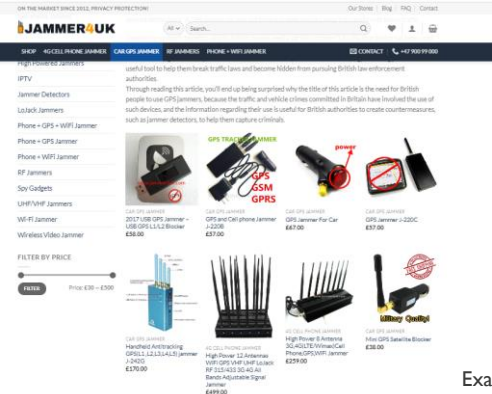 ON THE MARKET SINCE 2012, PRIVACY PROTECTION!
Our Stores Blog FAQ Contact
JAMMER4UK
All Search...
SHOP 4G CELL PHONE JAMMER CAR GPS JAMMER RF JAMMERS PHONE + WIFI JAMMER CONTACT +47 900 99 000
High Powered Jammers
IPTV
Jammer Detectors
LoJack Jammers
Phone + GPS + WiFi Jammer
Phone + GPS Jammer
Phone + WiFi Jammer
RF Jammers
Spy Gadgets
UHF/VHF Jammers
Wi-Fi Jammer
Wireless Video Jammer
FILTER BY PRICE
FILTER Price: £30 — £500
useful tool to help them break traffic laws and become hidden from pursuing British law enforcement
authorities
Through reading this article, you'll end up being surprised why the title of this article is the need for British
people to use GPS jammers, because the traffic and vehicle crimes committed in Britain have involved the use of
such devices, and the information regarding their use is useful for British authorities to create countermeasures,
such as jammer detectors, to help them capture criminals
GPS
GSM
GPRS
power
CAR GPS JAMMER
2017 USB GPS Jammer –
USB GPS L1/L2 Blocker
£50.00
CAR GPS JAMMER
GPS and Cell phone Jammer
J-220B
£57.00
CAR GPS JAMMER
GPS Jammer For Car
£67.00
CAR GPS JAMMER
GPS Jammer J-220C
£57.00
Military Quality!
CAR GPS JAMMER
Handheld Anti tracking
GPS(L1,L2,L3,L4,L5) jammer
J-242G
£170.00
4G CELL PHONE JAMMER
High Power 12 Antennas
WiFi GPS VHF UHF LoJack
RF 315/433 3G 4G All
Bands Adjustable Signal
Jammer
£499.00
4G CELL PHONE JAMMER
High Power 8 Antenna
3G,4G(LTE/Wimax)Cell
Phone,GPS,WIFI Jammer
£259.00
CAR GPS JAMMER
Mini GPS Satellite Blocker
£38.00
Exa